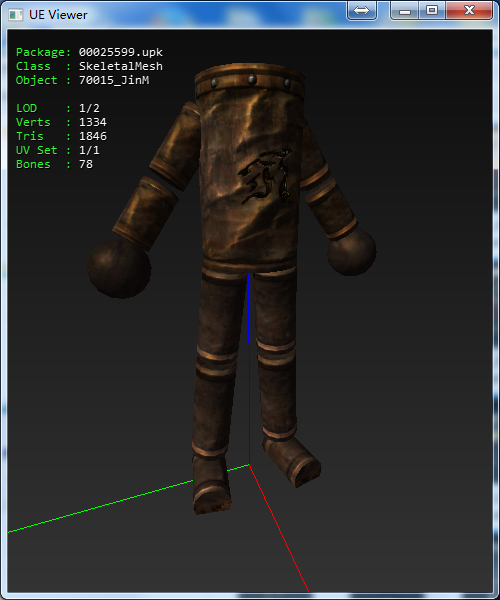 UE Viewer
Package: 00025599.upk
Class : SkeletalMesh
Object : 70015_JinM
LOD : 1/2
Verts : 1334
Tris : 1846
UV Set : 1/1
Bones : 78